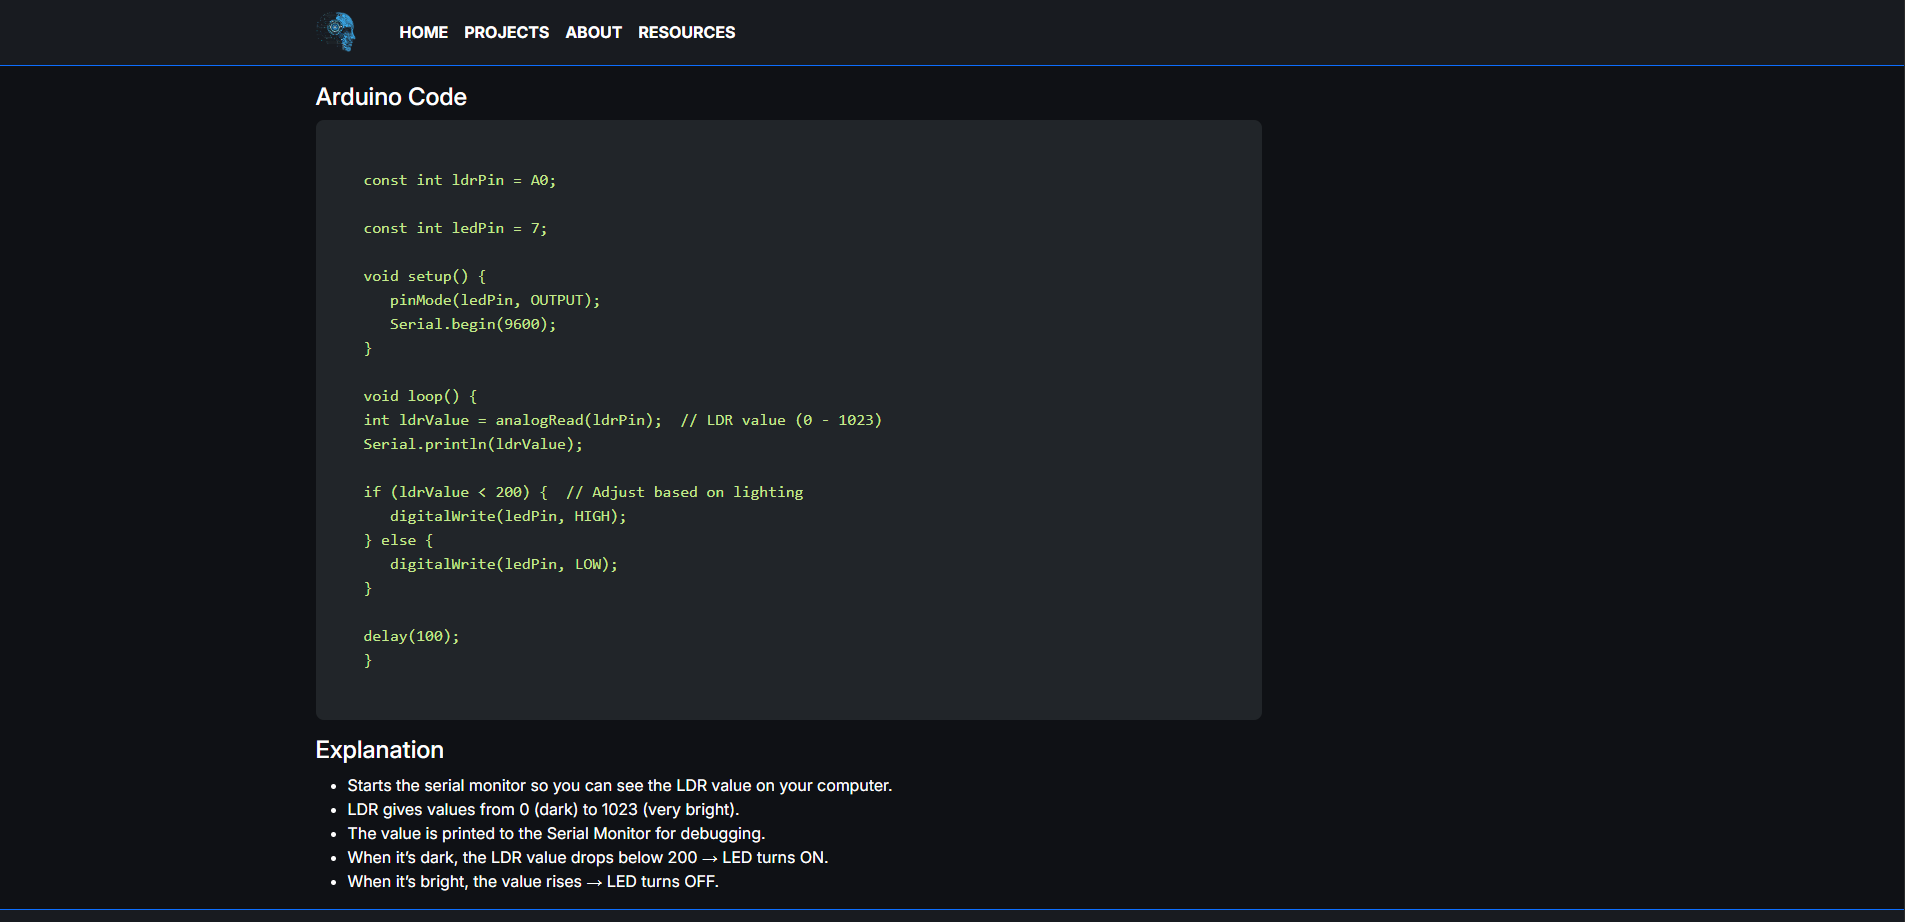 HOME PROJECTS ABOUT RESOURCES
Arduino Code
const int ldrPin = A0;
const int ledPin = 7;
void setup() {
   pinMode(ledPin, OUTPUT);
   Serial.begin(9600);
}
void loop() {
int ldrValue = analogRead(ldrPin);  // LDR value (0 - 1023)
Serial.println(ldrValue);
if (ldrValue < 200) {  // Adjust based on lighting
   digitalWrite(ledPin, HIGH);
} else {
   digitalWrite(ledPin, LOW);
}
delay(100);
}
Explanation
• Starts the serial monitor so you can see the LDR value on your computer.
• LDR gives values from 0 (dark) to 1023 (very bright).
• The value is printed to the Serial Monitor for debugging.
• When it’s dark, the LDR value drops below 200 → LED turns ON.
• When it’s bright, the value rises → LED turns OFF.